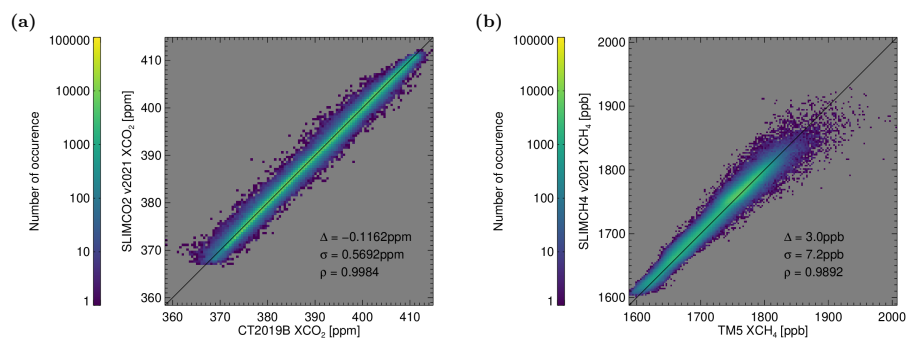 (a)
100000
10000
1000
100
10
1
Number of occurence
410
400
390
380
370
360
SLIMCO2 v2021 XCO₂ [ppm]
Δ = −0.1162ppm
σ = 0.5692ppm
ρ = 0.9984
360 370 380 390 400 410
CT2019B XCO₂ [ppm]
(b)
100000
10000
1000
100
10
1
Number of occurence
2000
1900
1800
1700
1600
SLIMCH4 v2021 XCH₄ [ppb]
Δ = 3.0ppb
σ = 7.2ppb
ρ = 0.9892
1600 1700 1800 1900 2000
TM5 XCH₄ [ppb]